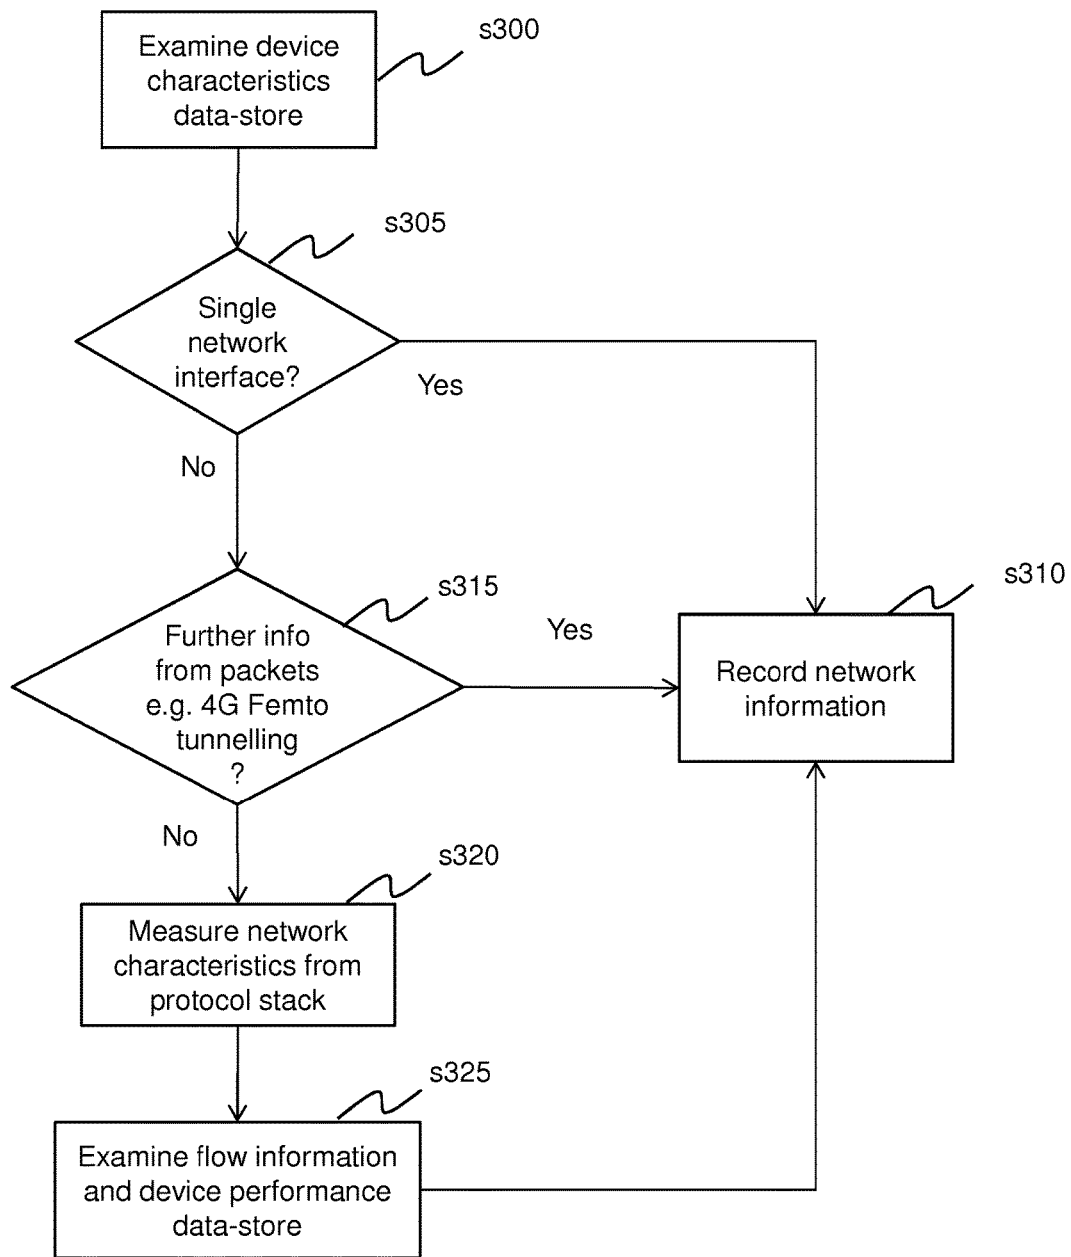 Examine device
characteristics
data-store
s300
s305
Single
network
interface?
Yes
No
s315
s310
Further info
from packets
e.g. 4G Femto
tunnelling
?
Yes
Record network
information
No
s320
Measure network
characteristics from
protocol stack
s325
Examine flow information
and device performance
data-store